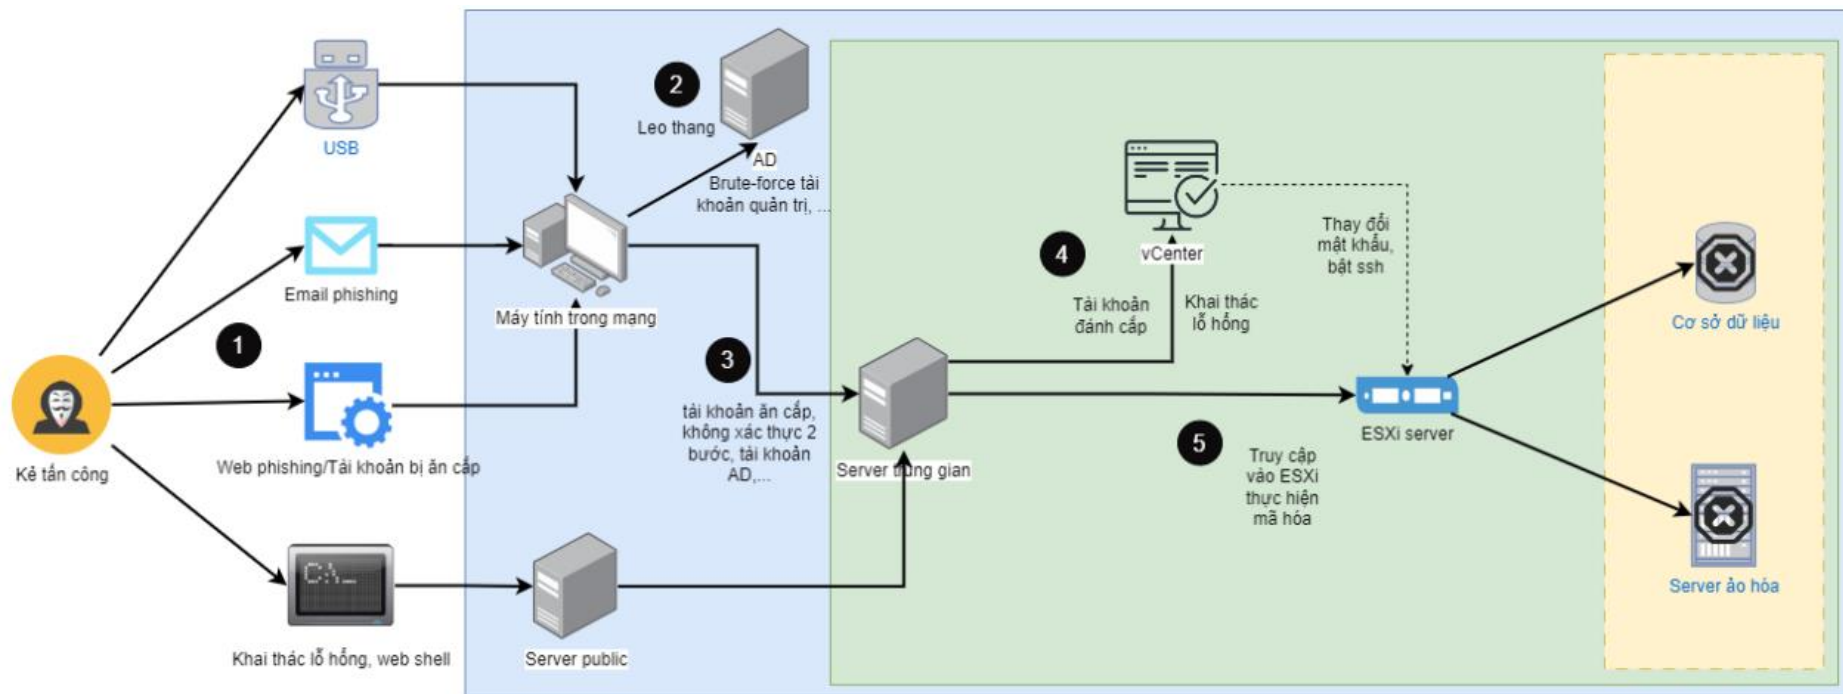 USB
Email phishing
1
Kẻ tấn công
Web phishing/Tài khoản bị ăn cắp
C:\_
Khai thác lỗ hổng, web shell
2
Leo thang
AD
Brute-force tài
khoản quản trị, ...
Máy tính trong mạng
3
tài khoản ăn cắp,
không xác thực 2
bước, tài khoản
AD,...
Server public
Server trung gian
4
vCenter
Tài khoản
đánh cắp
Khai thác
lỗ hổng
Thay đổi
mật khẩu,
bật ssh
5
Truy cập
vào ESXi
thực hiện
mã hóa
ESXi server
Cơ sở dữ liệu
Server ảo hóa